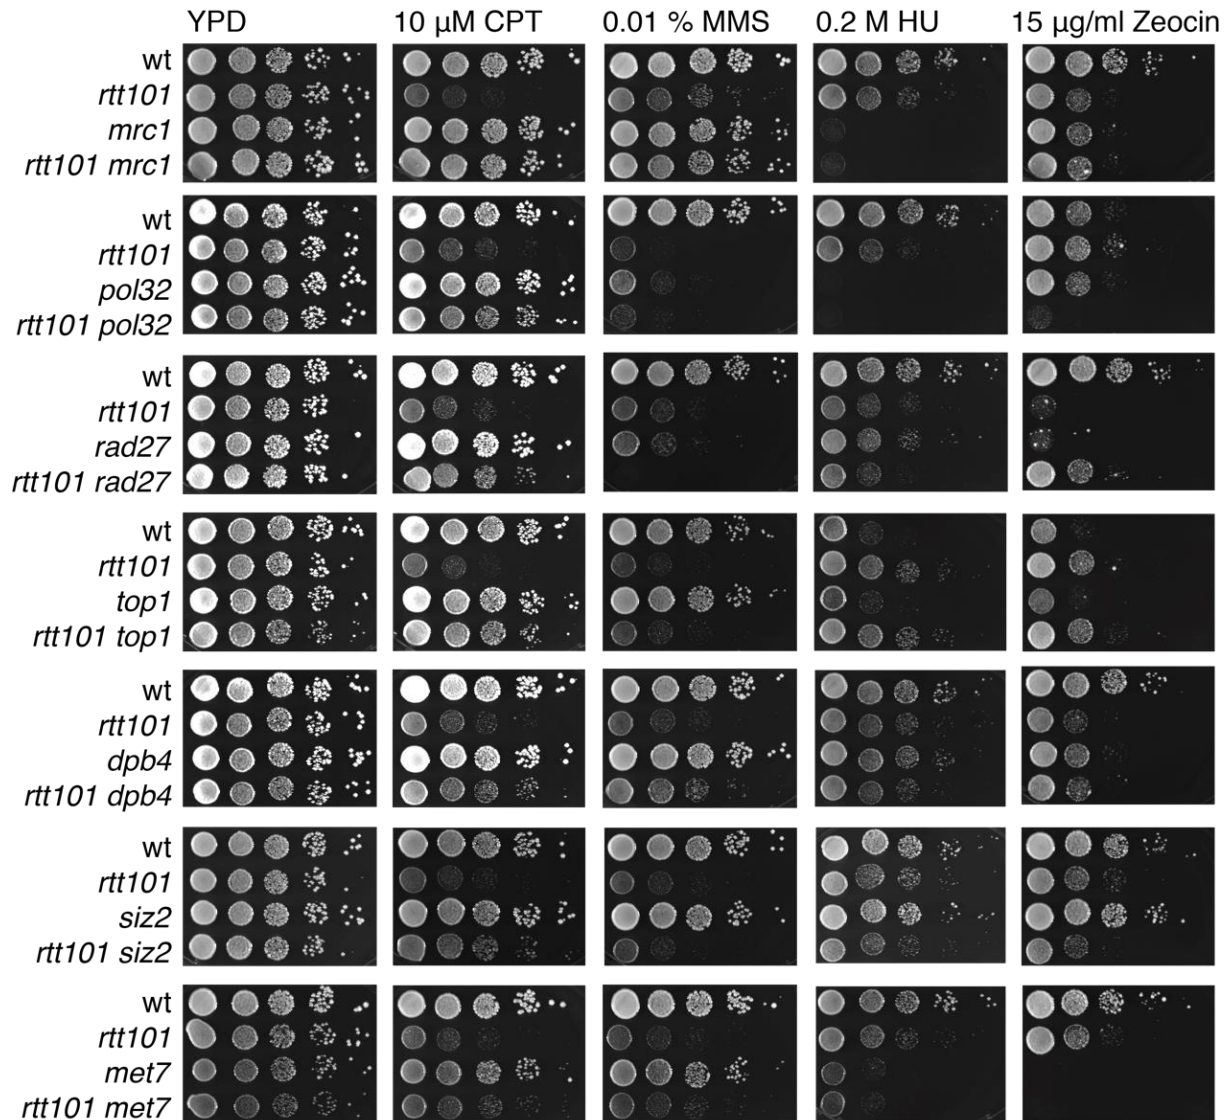 YPD 10 µM CPT 0.01 % MMS 0.2 M HU 15 µg/ml Zeocin
wt
rtt101
mrc1
rtt101 mrc1
wt
rtt101
pol32
rtt101 pol32
wt
rtt101
rad27
rtt101 rad27
wt
rtt101
top1
rtt101 top1
wt
rtt101
dpb4
rtt101 dpb4
wt
rtt101
siz2
rtt101 siz2
wt
rtt101
met7
rtt101 met7